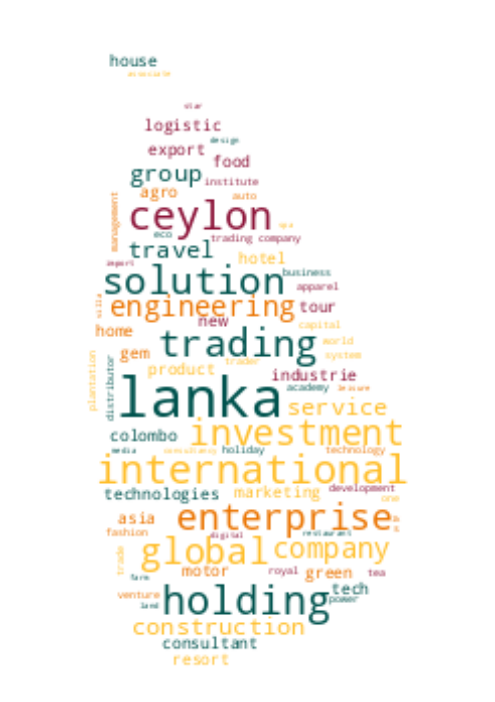 house
associate
star
logistic
design
export
food
group
institute
agro
auto
management
ceylon
spa
eco
trading company
travel
hotel
import
business
solution
apparel
villa
engineering
tour
new
capital
home
trading
world
gem
system
trader
plantation
product
industrie
distributor
academy
leisure
lanka
service
colombo
investment
media
consultancy
holiday
technology
international
technologies
marketing
development
one
asia
enterprise
fashion
digital
restaurant
global
company
trade
motor
royal
green
tea
farm
tech
venture
holding
power
land
construction
consultant
resort